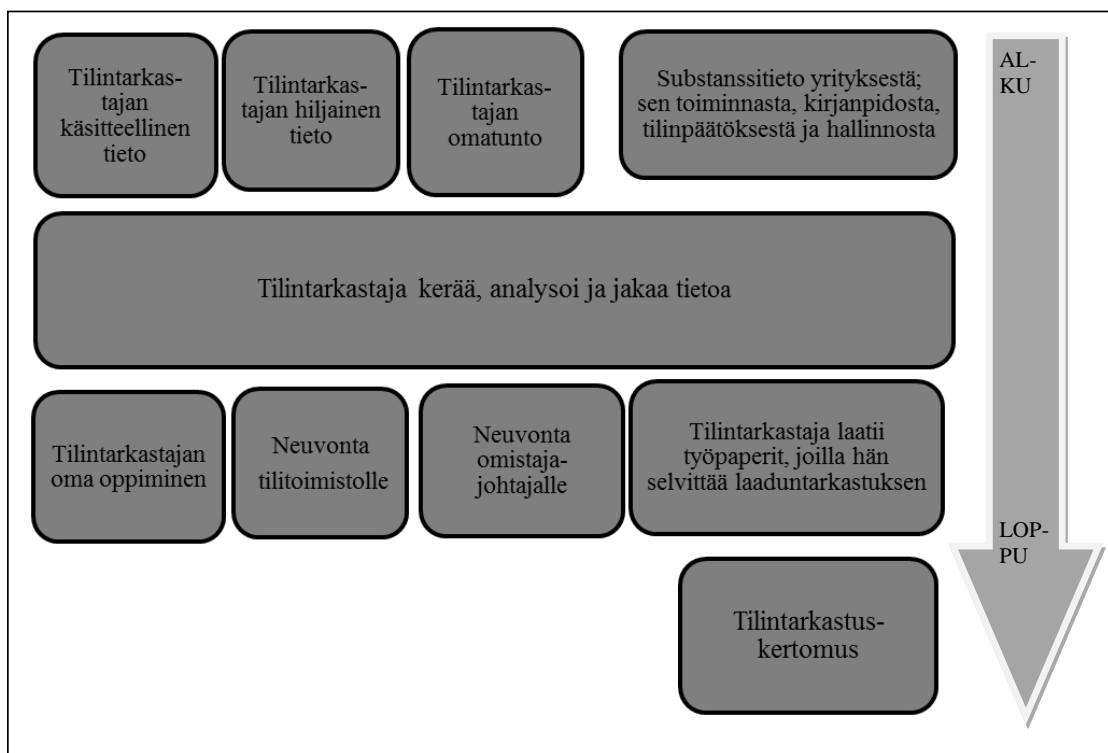 Tilintarkas-
tajan
käsitteellinen
tieto
Tilintarkas-
tajan hiljainen
tieto
Tilintarkas-
tajan
omatunto
Substanssitieto yrityksestä;
sen toiminnasta, kirjanpidosta,
tilinpäätöksestä ja hallinnosta
AL-
KU
Tilintarkastaja kerää, analysoi ja jakaa tietoa
Tilintarkastajan
oma oppiminen
Neuvonta
tilitoimistolle
Neuvonta
omistaja-
johtajalle
Tilintarkastaja laatii
työpaperit, joilla hän
selvittää laaduntarkastuksen
LOP-
PU
Tilintarkastus-
kertomus